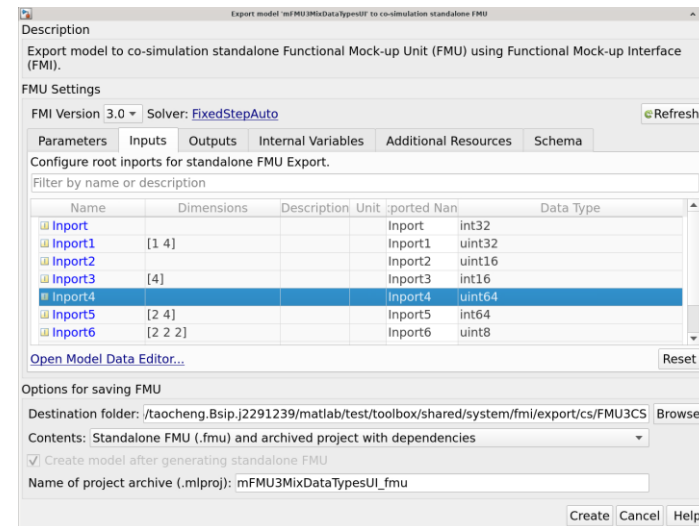 Export model 'mFMU3MixDataTypesUI' to co-simulation standalone FMU
Description
Export model to co-simulation standalone Functional Mock-up Unit (FMU) using Functional Mock-up Interface
(FMI).
FMU Settings
FMI Version 3.0 Solver: FixedStepAuto Refresh
Parameters Inputs Outputs Internal Variables Additional Resources Schema
Configure root inports for standalone FMU Export.
Filter by name or description
Name Dimensions Description Unit :ported Nan Data Type
Inport Inport int32
Inport1 [1 4] Inport1 uint32
Inport2 Inport2 uint16
Inport3 [4] Inport3 int16
Inport4 Inport4 uint64
Inport5 [2 4] Inport5 int64
Inport6 [2 2 2] Inport6 uint8
Open Model Data Editor... Reset
Options for saving FMU
Destination folder: /taocheng.Bsip.j2291239/matlab/test/toolbox/shared/system/fmi/export/cs/FMU3CS Browse
Contents: Standalone FMU (.fmu) and archived project with dependencies
Create model after generating standalone FMU
Name of project archive (.mlproj): mFMU3MixDataTypesUI_fmu
Create Cancel Help